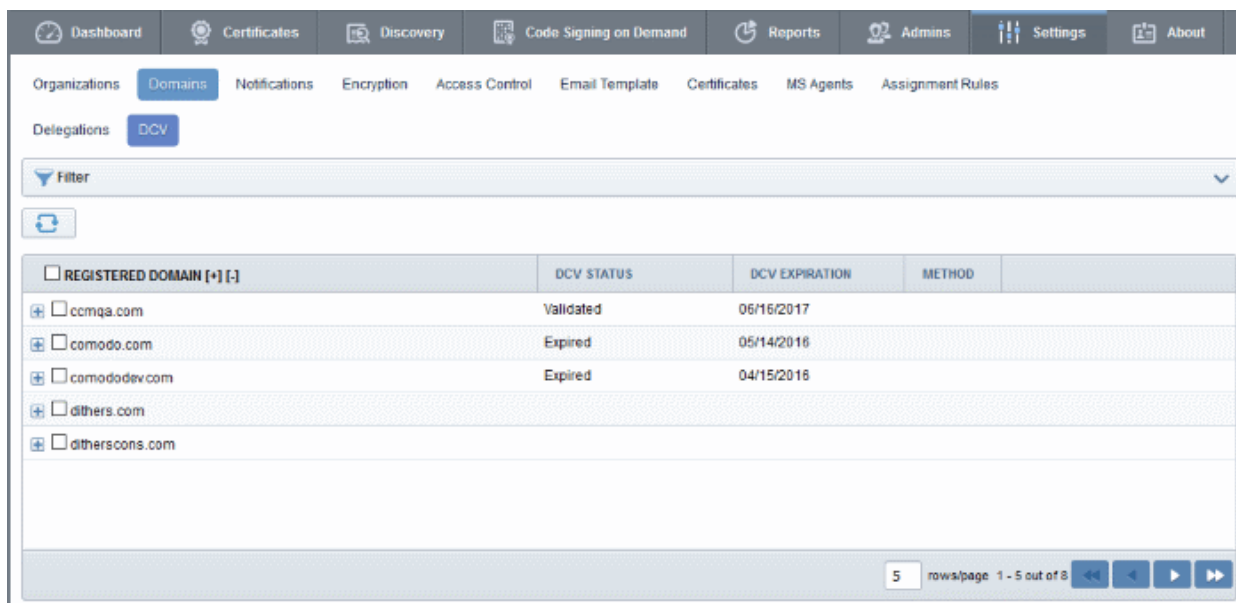 Dashboard Certificates Discovery Code Signing on Demand Reports Admins Settings About
Organizations Domains Notifications Encryption Access Control Email Template Certificates MS Agents Assignment Rules
Delegations DCV
Filter
REGISTERED DOMAIN [+] [-] DCV STATUS DCV EXPIRATION METHOD
ccmqa.com Validated 06/16/2017
comodo.com Expired 05/14/2016
comododev.com Expired 04/15/2016
dithers.com
ditherscons.com
5 rows/page 1 - 5 out of 8